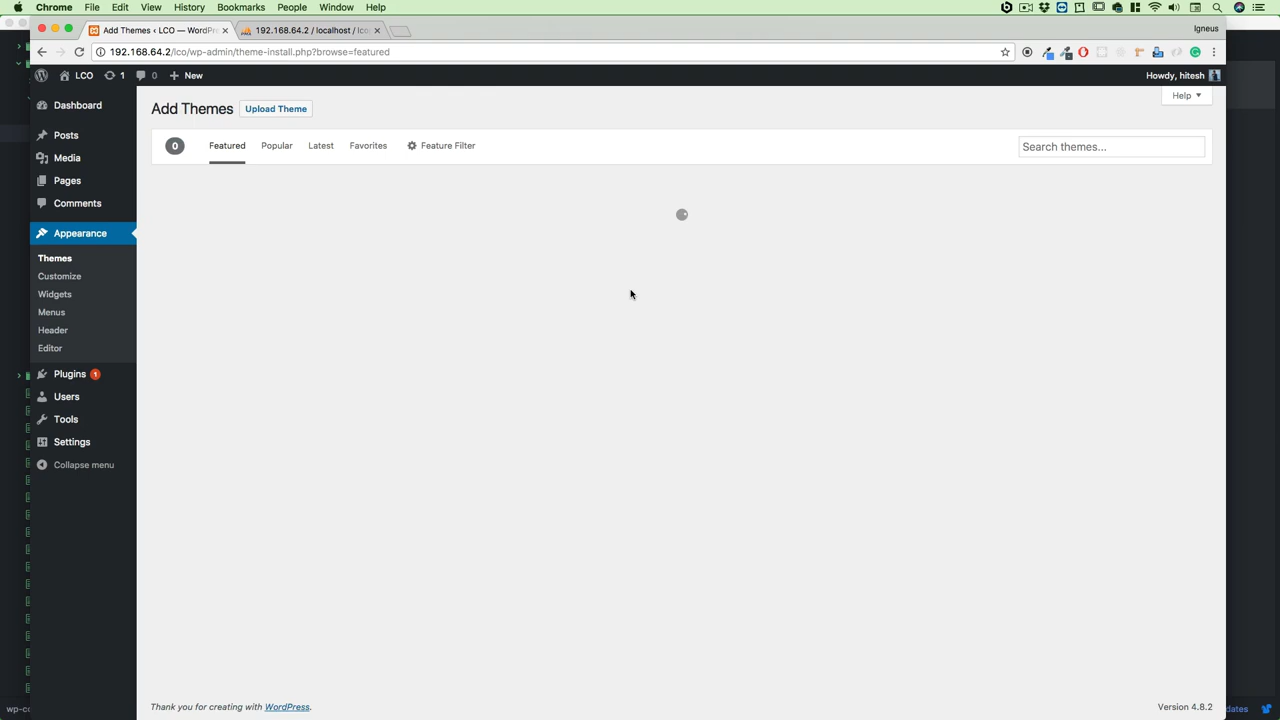 Chrome File Edit View History Bookmarks People Window Help
Add Themes ‹ LCO — WordPr
192.168.64.2 / localhost / lco
Igneus
192.168.64.2/lco/wp-admin/theme-install.php?browse=featured
LCO 1 0 New
Howdy, hitesh
Help
Add Themes Upload Theme
0 Featured Popular Latest Favorites Feature Filter
Search themes...
Dashboard
Posts
Media
Pages
Comments
Appearance
Themes
Customize
Widgets
Menus
Header
Editor
Plugins 1
Users
Tools
Settings
Collapse menu
Thank you for creating with WordPress.
Version 4.8.2
wp-co
dates